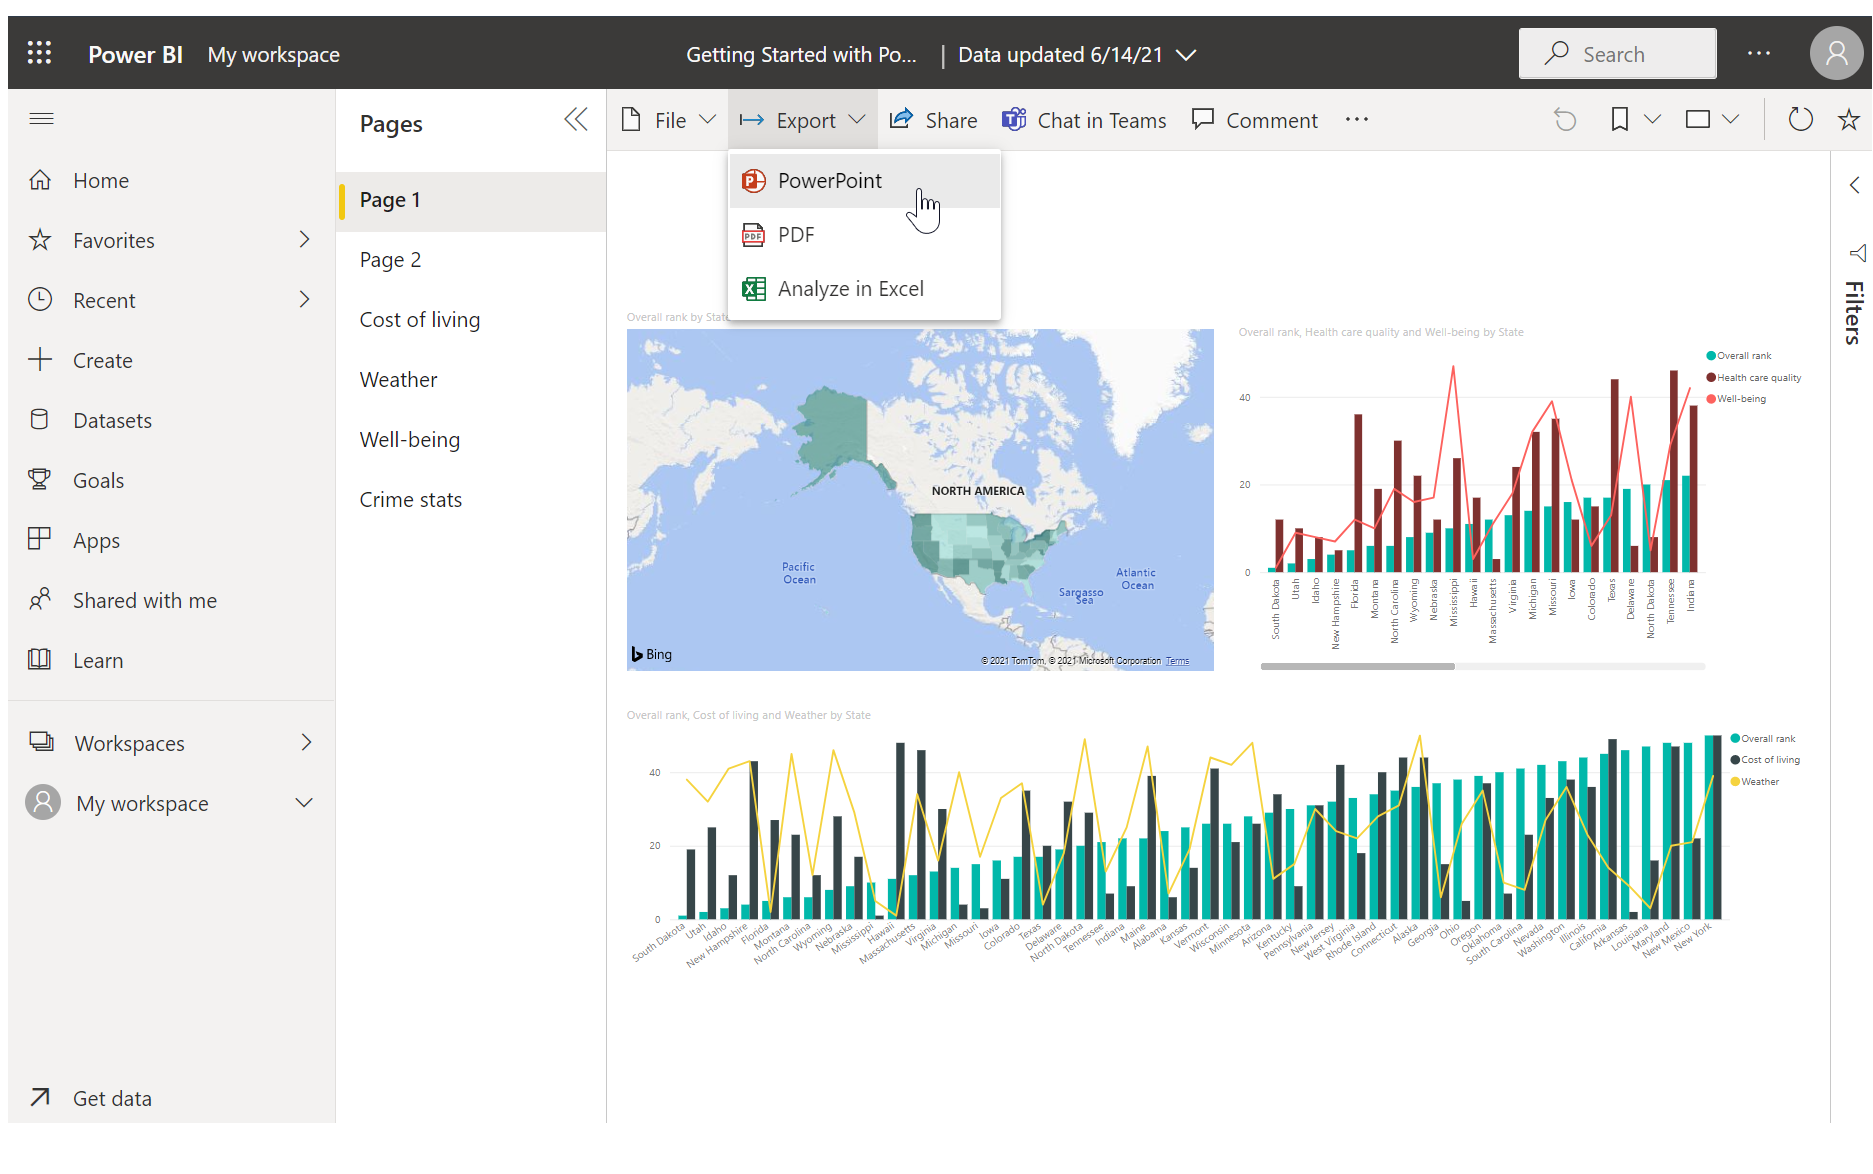 Power BI My workspace Getting Started with Po... | Data updated 6/14/21 Search
Pages
File Export Share Chat in Teams Comment
Home
Favorites
Recent
Create
Datasets
Goals
Apps
Shared with me
Learn
Workspaces
My workspace
Get data
Page 1
Page 2
Cost of living
Weather
Well-being
Crime stats
PowerPoint
PDF
PDF
Analyze in Excel
Filters
Overall rank by State
NORTH AMERICA
Pacific
Ocean
Atlantic
Ocean
Sargasso
Sea
Bing
© 2021 TomTom, © 2021 Microsoft Corporation Terms
Overall rank, Health care quality and Well-being by State
Overall rank
Health care quality
Well-being
40
20
0
South Dakota
Utah
Idaho
New Hampshire
Florida
Montana
North Carolina
Wyoming
Nebraska
Mississippi
Hawaii
Massachusetts
Virginia
Michigan
Missouri
Iowa
Colorado
Texas
Delaware
North Dakota
Tennessee
Indiana
Overall rank, Cost of living and Weather by State
Overall rank
Cost of living
Weather
40
20
0
South Dakota
Utah
Idaho
New Hampshire
Florida
Montana
North Carolina
Wyoming
Nebraska
Mississippi
Hawaii
Massachusetts
Virginia
Michigan
Missouri
Iowa
Colorado
Texas
Delaware
North Dakota
Tennessee
Indiana
Maine
Alabama
Kansas
Vermont
Wisconsin
Minnesota
Arizona
Kentucky
Pennsylvania
New Jersey
West Virginia
Rhode Island
Connecticut
Alaska
Georgia
Ohio
Oregon
Oklahoma
South Carolina
Nevada
Washington
Illinois
California
Arkansas
Louisiana
Maryland
New Mexico
New York